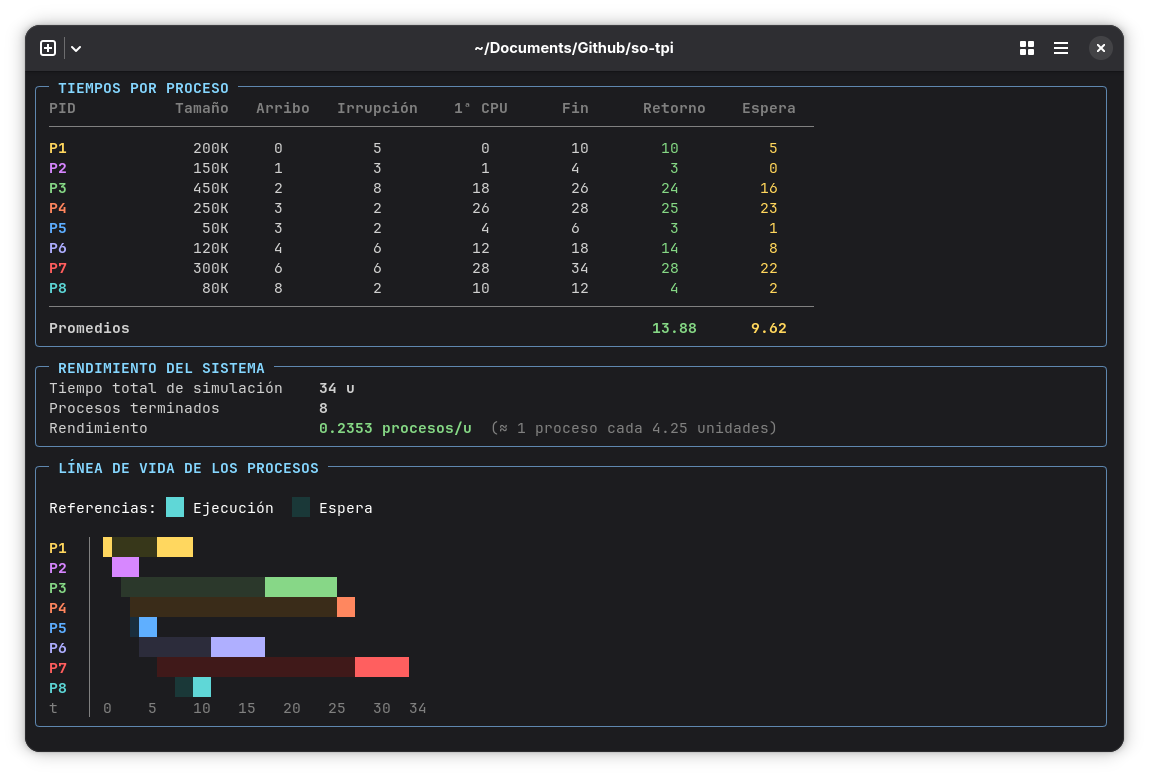 ~/Documents/Github/so-tpi
TIEMPOS POR PROCESO
PID Tamaño Arribo Irrupción 1ª CPU Fin Retorno Espera
P1 200K 0 5 0 10 10 5
P2 150K 1 3 1 4 3 0
P3 450K 2 8 18 26 24 16
P4 250K 3 2 26 28 25 23
P5 50K 3 2 4 6 3 1
P6 120K 4 6 12 18 14 8
P7 300K 6 6 28 34 28 22
P8 80K 8 2 10 12 4 2
Promedios 13.88 9.62
RENDIMIENTO DEL SISTEMA
Tiempo total de simulación 34 u
Procesos terminados 8
Rendimiento 0.2353 procesos/u (≈ 1 proceso cada 4.25 unidades)
LÍNEA DE VIDA DE LOS PROCESOS
Referencias: Ejecución Espera
P1
P2
P3
P4
P5
P6
P7
P8
t 0 5 10 15 20 25 30 34